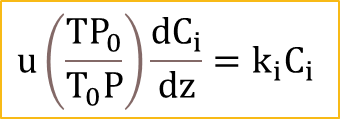 u (TP₀/T₀P) dCᵢ/dz = kᵢCᵢ